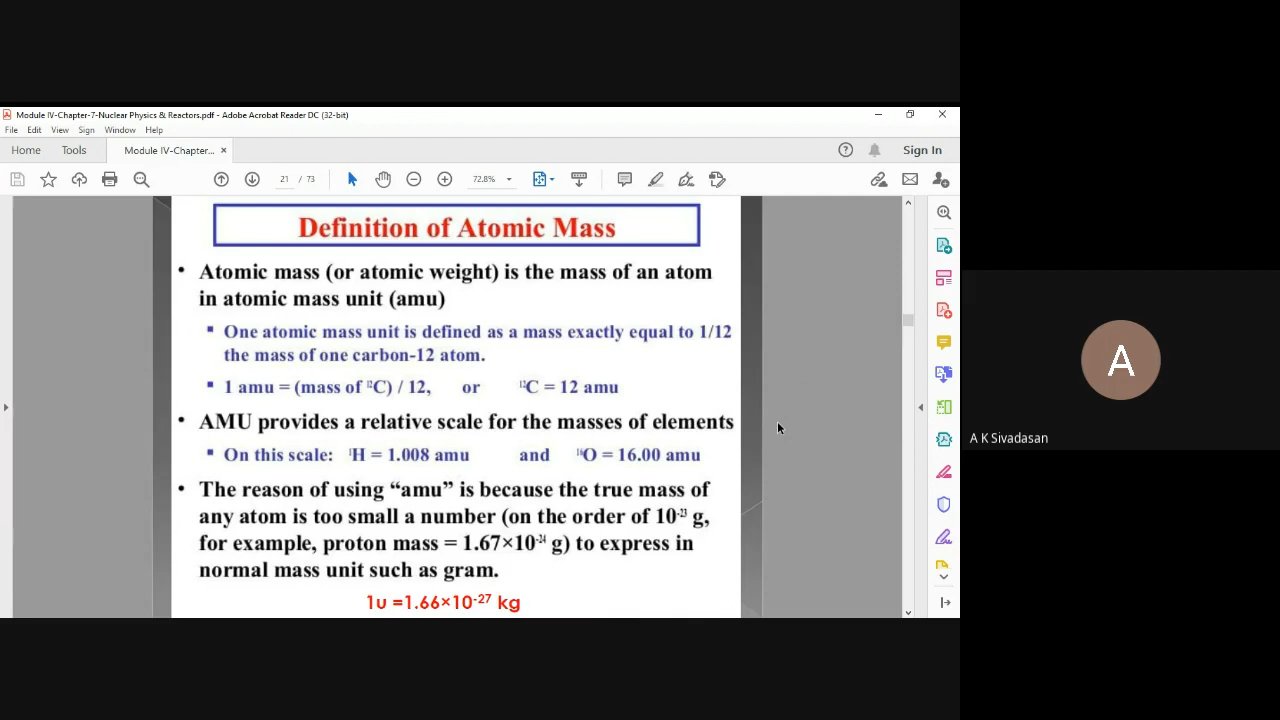 Module IV-Chapter-7-Nuclear Physics & Reactors.pdf - Adobe Acrobat Reader DC (32-bit)
File Edit View Sign Window Help
Home Tools Module IV-Chapter... × Sign In
21 / 73 72.8%
Definition of Atomic Mass
• Atomic mass (or atomic weight) is the mass of an atom
in atomic mass unit (amu)
▪ One atomic mass unit is defined as a mass exactly equal to 1/12
the mass of one carbon-12 atom.
▪ 1 amu = (mass of ¹²C) / 12, or ¹²C = 12 amu
• AMU provides a relative scale for the masses of elements
▪ On this scale: ¹H = 1.008 amu and ¹⁶O = 16.00 amu
• The reason of using “amu” is because the true mass of
any atom is too small a number (on the order of 10⁻²³ g,
for example, proton mass = 1.67×10⁻²⁴ g) to express in
normal mass unit such as gram.
1u =1.66×10⁻²⁷ kg
A
A K Sivadasan